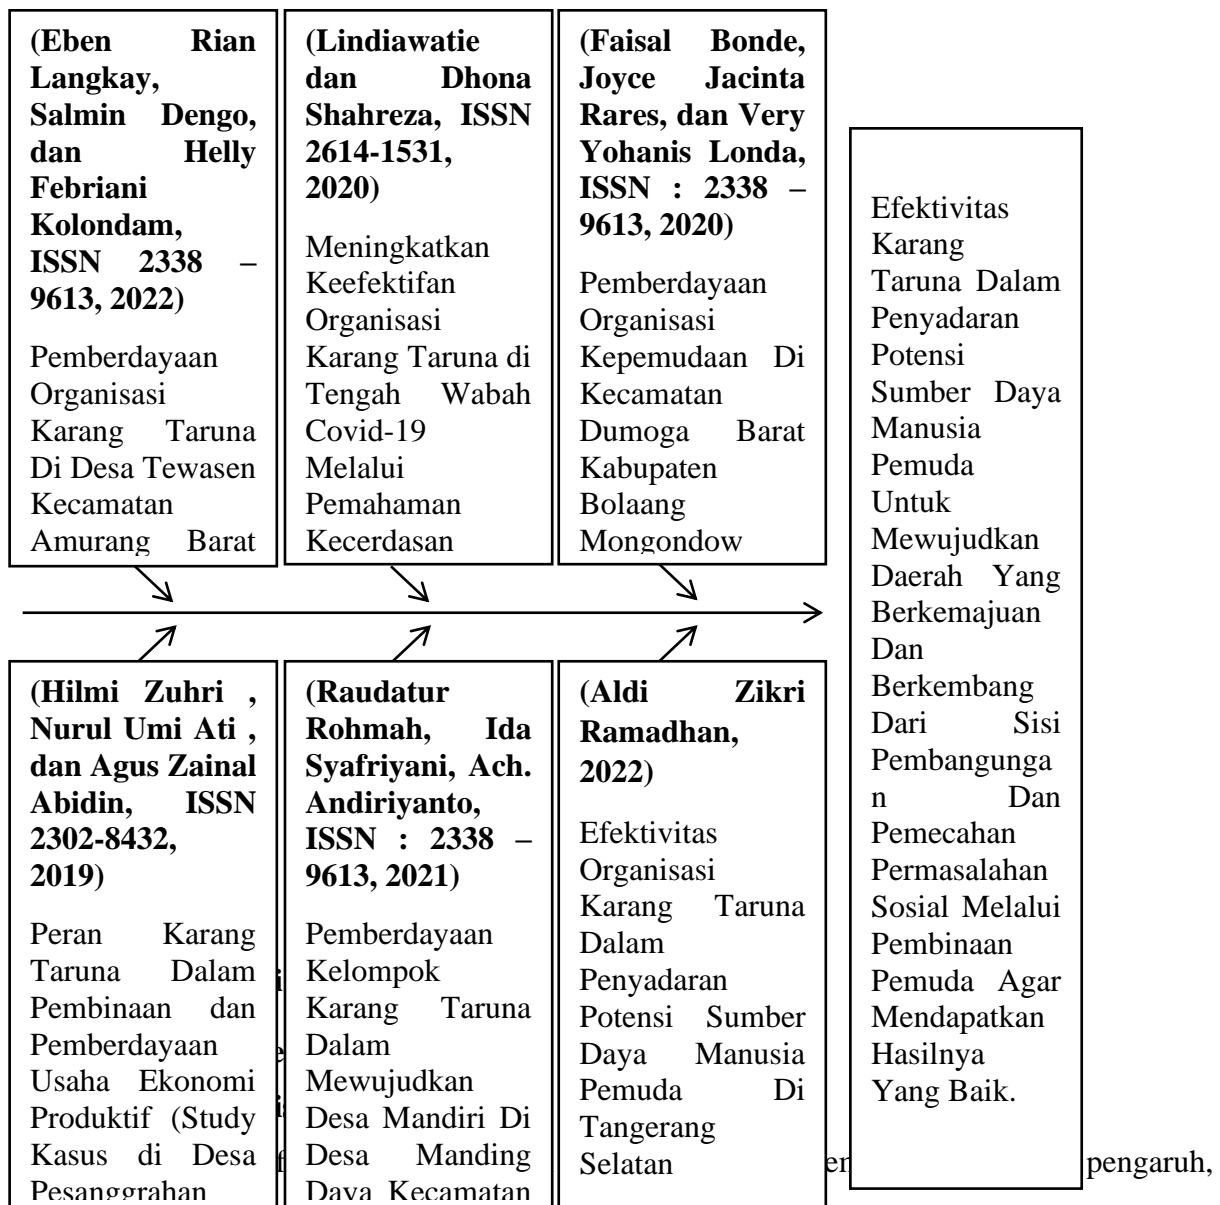 (Eben Rian
Langkay,
Salmin Dengo,
dan Helly
Febriani
Kolondam,
ISSN 2338 –
9613, 2022)
Pemberdayaan
Organisasi
Karang Taruna
Di Desa Tewasen
Kecamatan
Amurang Barat
(Lindiawatie
dan Dhona
Shahreza, ISSN
2614-1531,
2020)
Meningkatkan
Keefektifan
Organisasi
Karang Taruna di
Tengah Wabah
Covid-19
Melalui
Pemahaman
Kecerdasan
(Faisal Bonde,
Joyce Jacinta
Rares, dan Very
Yohanis Londa,
ISSN : 2338 –
9613, 2020)
Pemberdayaan
Organisasi
Kepemudaan Di
Kecamatan
Dumoga Barat
Kabupaten
Bolaang
Mongondow
(Hilmi Zuhri ,
Nurul Umi Ati ,
dan Agus Zainal
Abidin, ISSN
2302-8432,
2019)
Peran Karang
Taruna Dalam
Pembinaan dan
Pemberdayaan
Usaha Ekonomi
Produktif (Study
Kasus di Desa
Pesanggrahan
(Raudatur
Rohmah, Ida
Syafriyani, Ach.
Andiriyanto,
ISSN : 2338 –
9613, 2021)
Pemberdayaan
Kelompok
Karang Taruna
Dalam
Mewujudkan
Desa Mandiri Di
Desa Manding
Daya Kecamatan
(Aldi Zikri
Ramadhan,
2022)
Efektivitas
Organisasi
Karang Taruna
Dalam
Penyadaran
Potensi Sumber
Daya Manusia
Pemuda Di
Tangerang
Selatan
Efektivitas
Karang
Taruna Dalam
Penyadaran
Potensi
Sumber Daya
Manusia
Pemuda
Untuk
Mewujudkan
Daerah Yang
Berkemajuan
Dan
Berkembang
Dari Sisi
Pembangunga
n Dan
Pemecahan
Permasalahan
Sosial Melalui
Pembinaan
Pemuda Agar
Mendapatkan
Hasilnya
Yang Baik.
pengaruh,